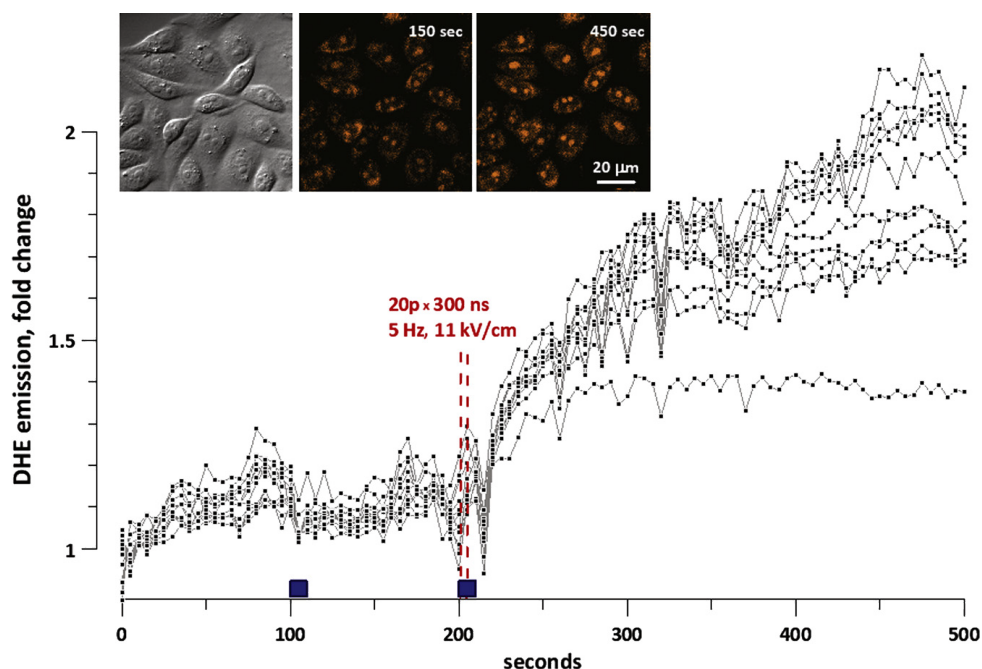 150 sec
450 sec
20 µm
DHE emission, fold change
2
1.5
1
20p x 300 ns
5 Hz, 11 kV/cm
0 100 200 300 400 500
seconds